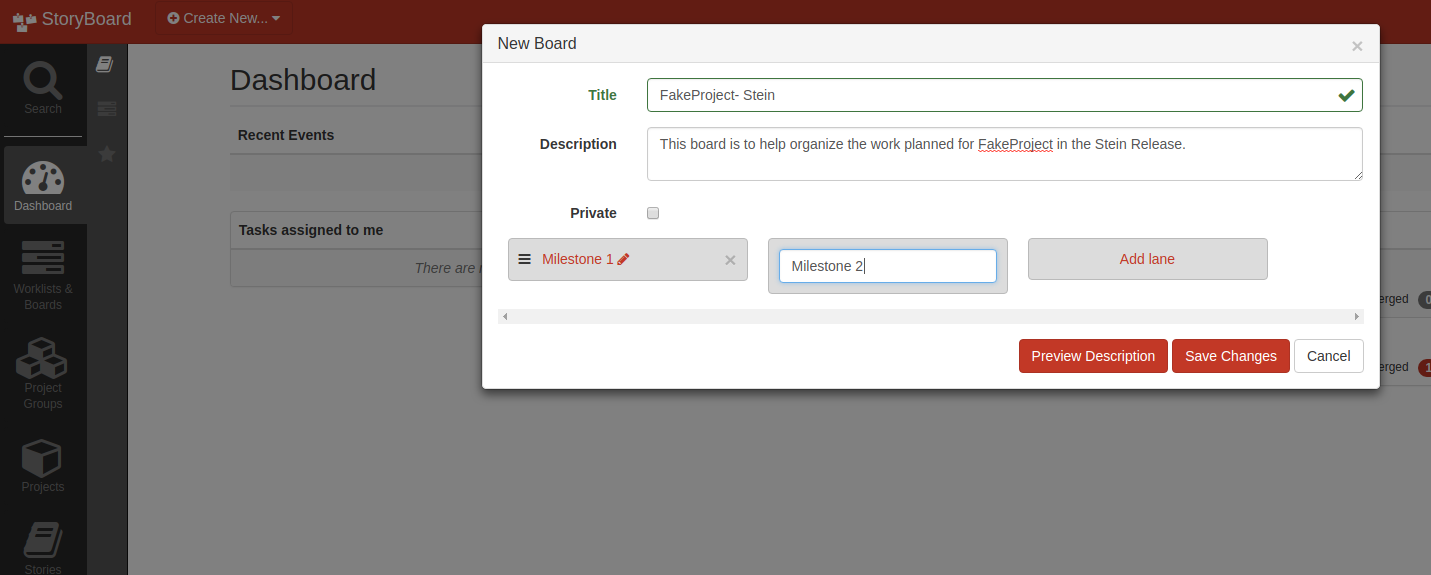 StoryBoard
Create New...
New Board
×
Search
Dashboard
Worklists &
Boards
Project
Groups
Projects
Stories
Dashboard
Recent Events
Tasks assigned to me
There are
Title
FakeProject- Stein
Description
This board is to help organize the work planned for FakeProject in the Stein Release.
Private
Milestone 1
×
Milestone 2
Add lane
Preview Description
Save Changes
Cancel
erged
erged
1